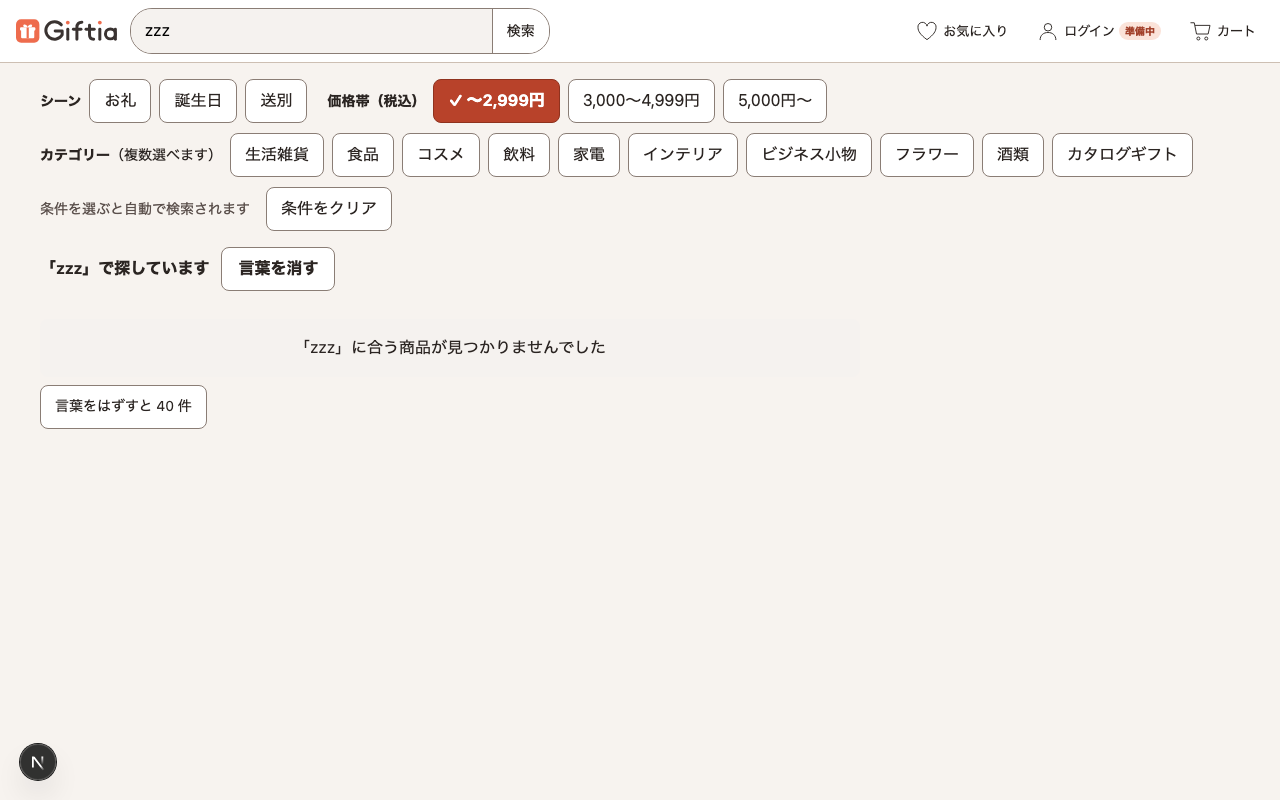 Giftia
zzz
検索
お気に入り
ログイン 準備中
カート
シーン お礼 誕生日 送別 価格帯（税込） ✓ 〜2,999円 3,000〜4,999円 5,000円〜
カテゴリー（複数選べます） 生活雑貨 食品 コスメ 飲料 家電 インテリア ビジネス小物 フラワー 酒類 カタログギフト
条件を選ぶと自動で検索されます 条件をクリア
「zzz」で探しています 言葉を消す
「zzz」に合う商品が見つかりませんでした
言葉をはずすと 40 件
N